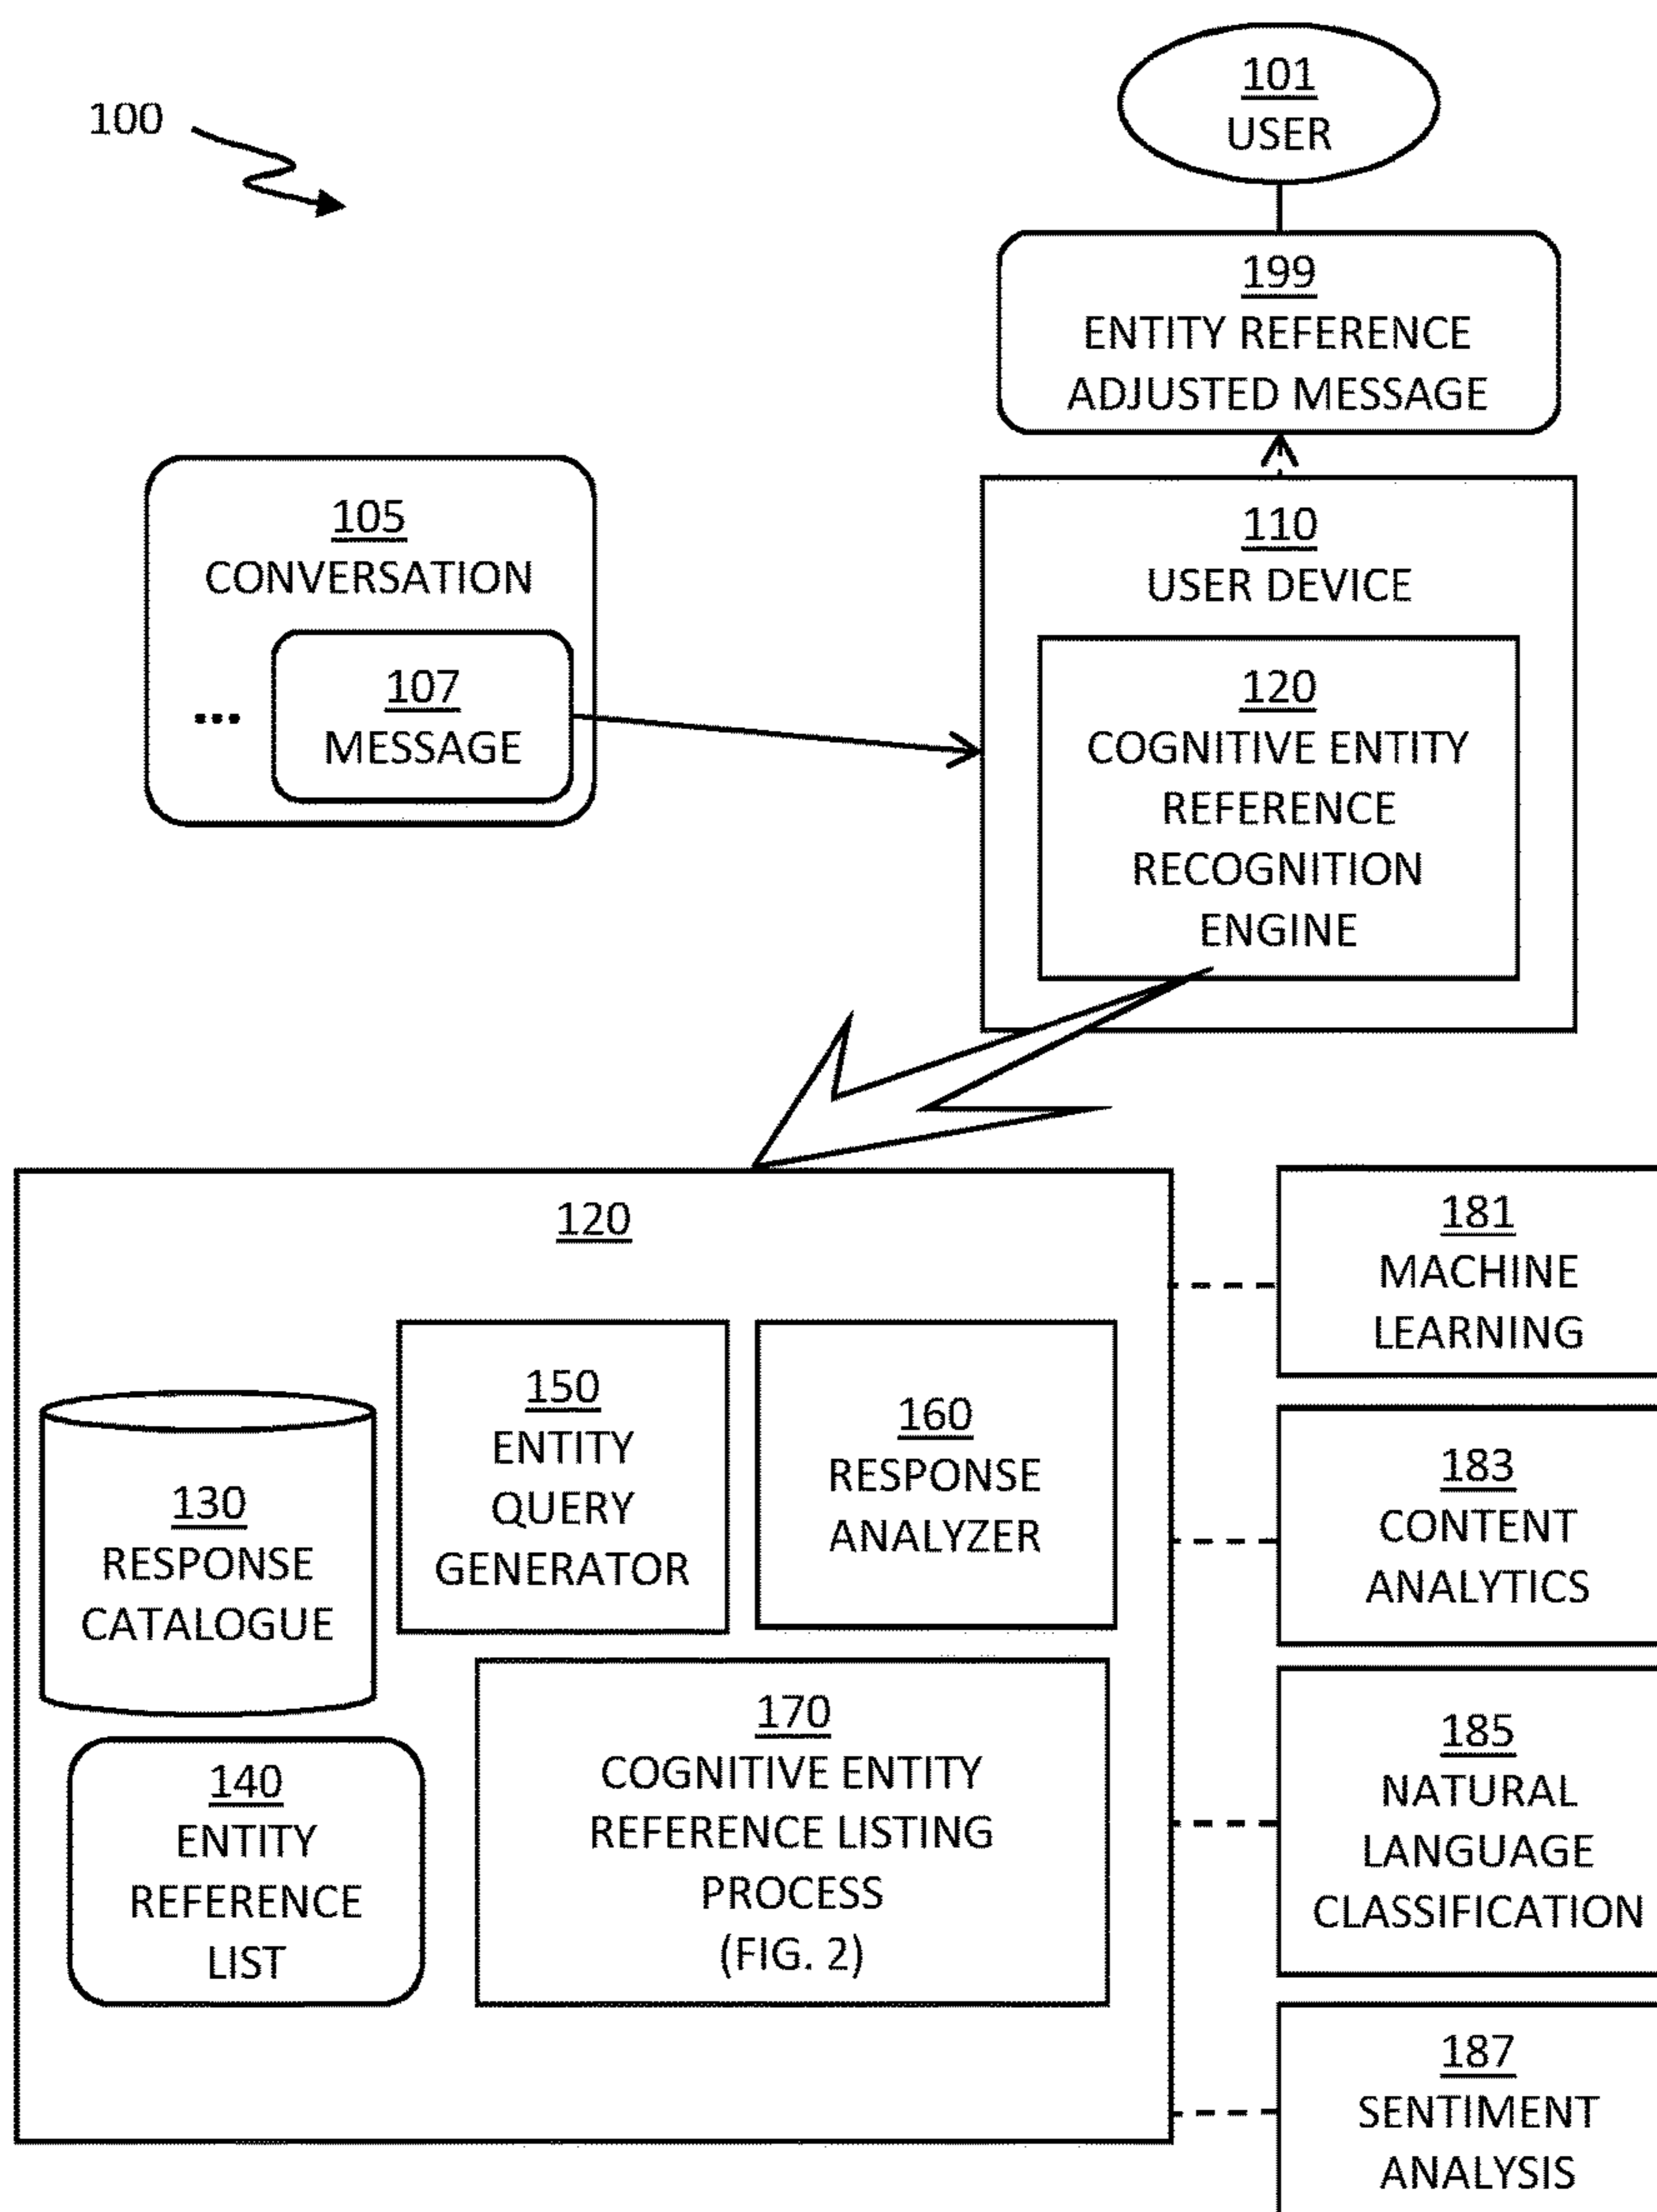 100
101
USER
199
ENTITY REFERENCE
ADJUSTED MESSAGE
105
CONVERSATION
...
107
MESSAGE
110
USER DEVICE
120
COGNITIVE ENTITY
REFERENCE
RECOGNITION
ENGINE
120
130
RESPONSE
CATALOGUE
150
ENTITY
QUERY
GENERATOR
160
RESPONSE
ANALYZER
140
ENTITY
REFERENCE
LIST
170
COGNITIVE ENTITY
REFERENCE LISTING
PROCESS
(FIG. 2)
181
MACHINE
LEARNING
183
CONTENT
ANALYTICS
185
NATURAL
LANGUAGE
CLASSIFICATION
187
SENTIMENT
ANALYSIS